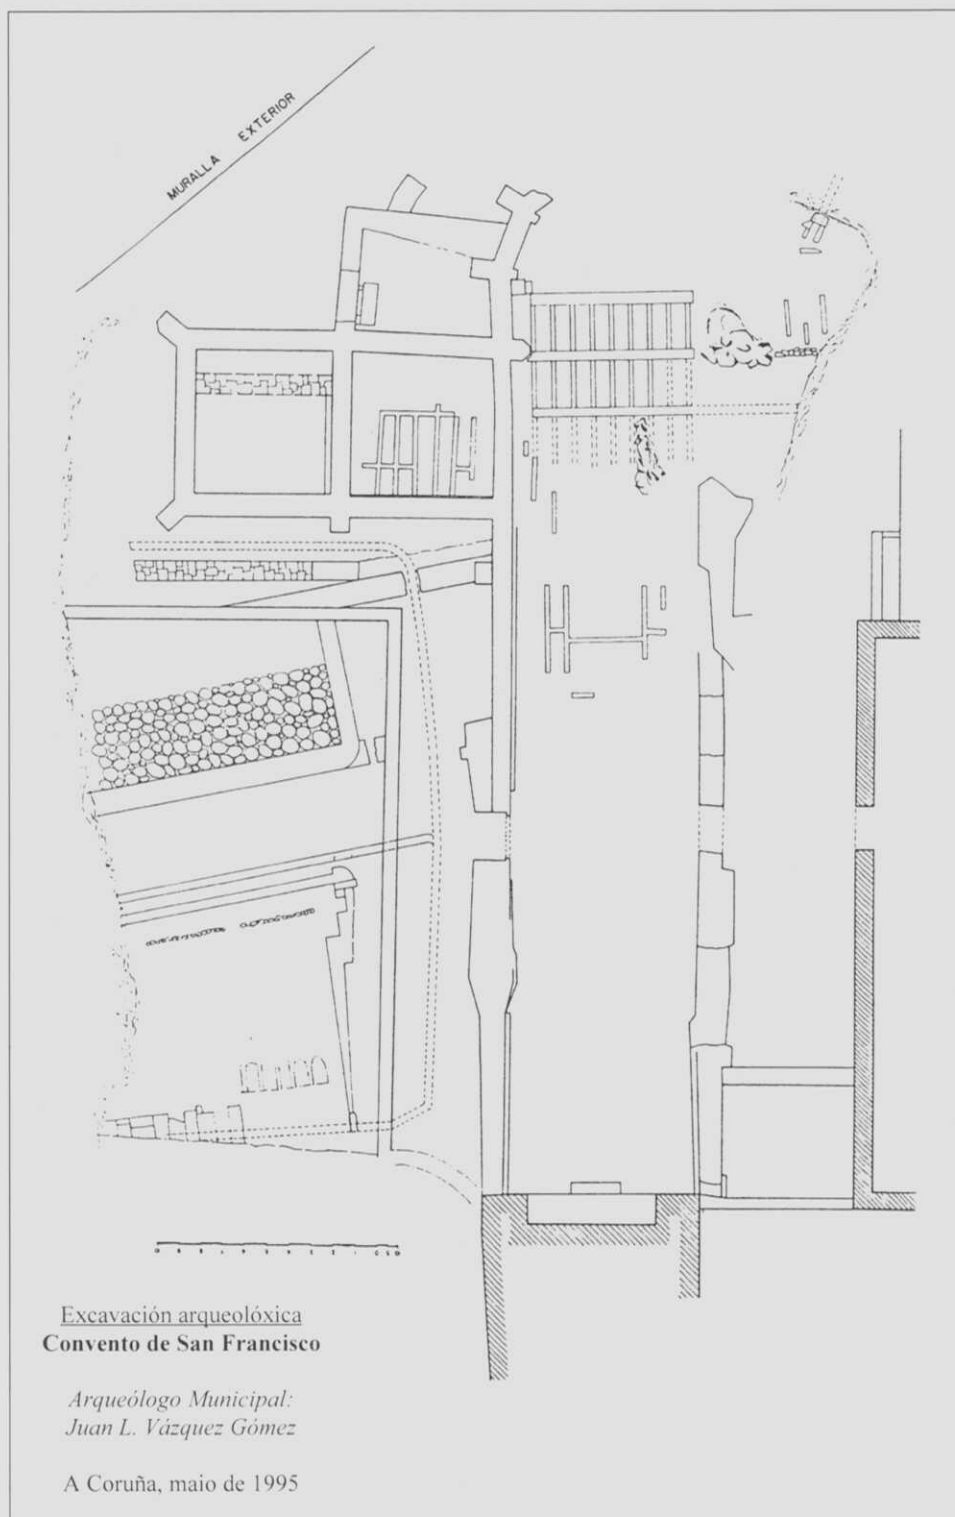 MURALLA EXTERIOR
Excavación arqueolóxica
Convento de San Francisco
Arqueólogo Municipal:
Juan L. Vázquez Gómez
A Coruña, maio de 1995